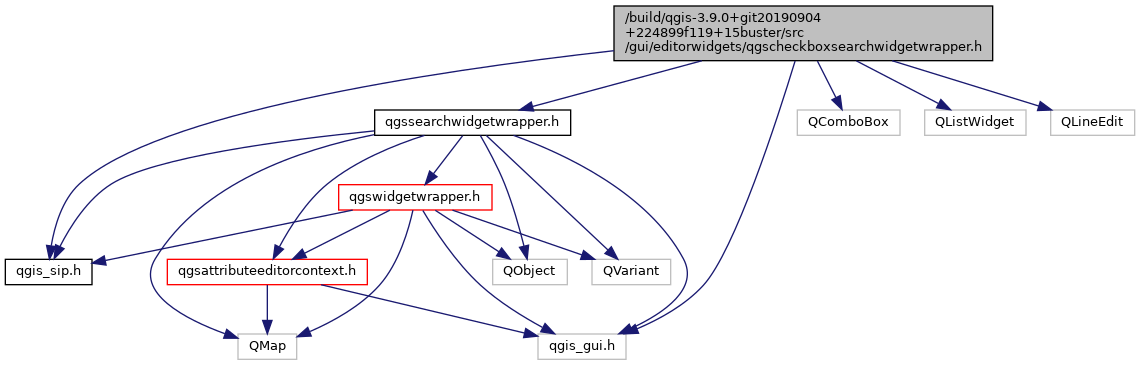 /build/qgis-3.9.0+git20190904
+224899f119+15buster/src
/gui/editorwidgets/qgscheckboxsearchwidgetwrapper.h
qgssearchwidgetwrapper.h
QComboBox
QListWidget
QLineEdit
qgswidgetwrapper.h
qgis_sip.h
qgsattributeeditorcontext.h
QObject
QVariant
QMap
qgis_gui.h